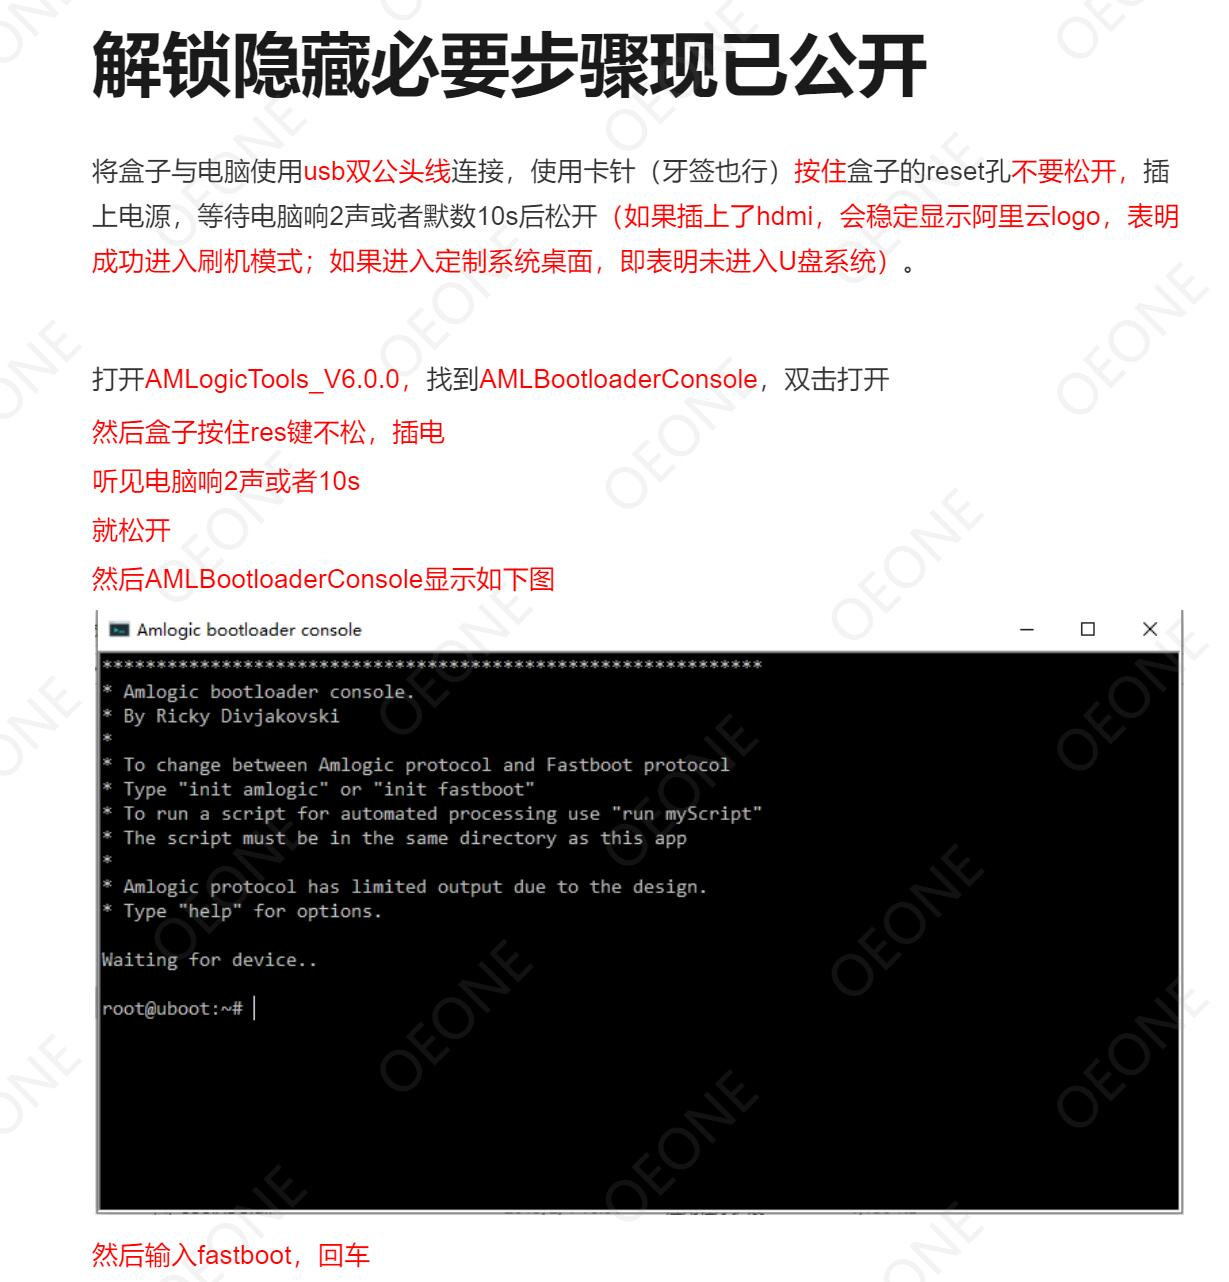 解锁隐藏必要步骤现已公开
将盒子与电脑使用usb双公头线连接，使用卡针（牙签也行）按住盒子的reset孔不要松开，插
上电源，等待电脑响2声或者默数10s后松开（如果插上了hdmi，会稳定显示阿里云logo，表明
成功进入刷机模式；如果进入定制系统桌面，即表明未进入U盘系统）。
打开AMLogicTools_V6.0.0，找到AMLBootloaderConsole，双击打开
然后盒子按住res键不松，插电
听见电脑响2声或者10s
就松开
然后AMLBootloaderConsole显示如下图
Amlogic bootloader console
*************************************************************
* Amlogic bootloader console.
* By Ricky Divjakovski
*
* To change between Amlogic protocol and Fastboot protocol
* Type "init amlogic" or "init fastboot"
* To run a script for automated processing use "run myScript"
* The script must be in the same directory as this app
*
* Amlogic protocol has limited output due to the design.
* Type "help" for options.
Waiting for device..
root@uboot:~#
然后输入fastboot，回车
OEONE